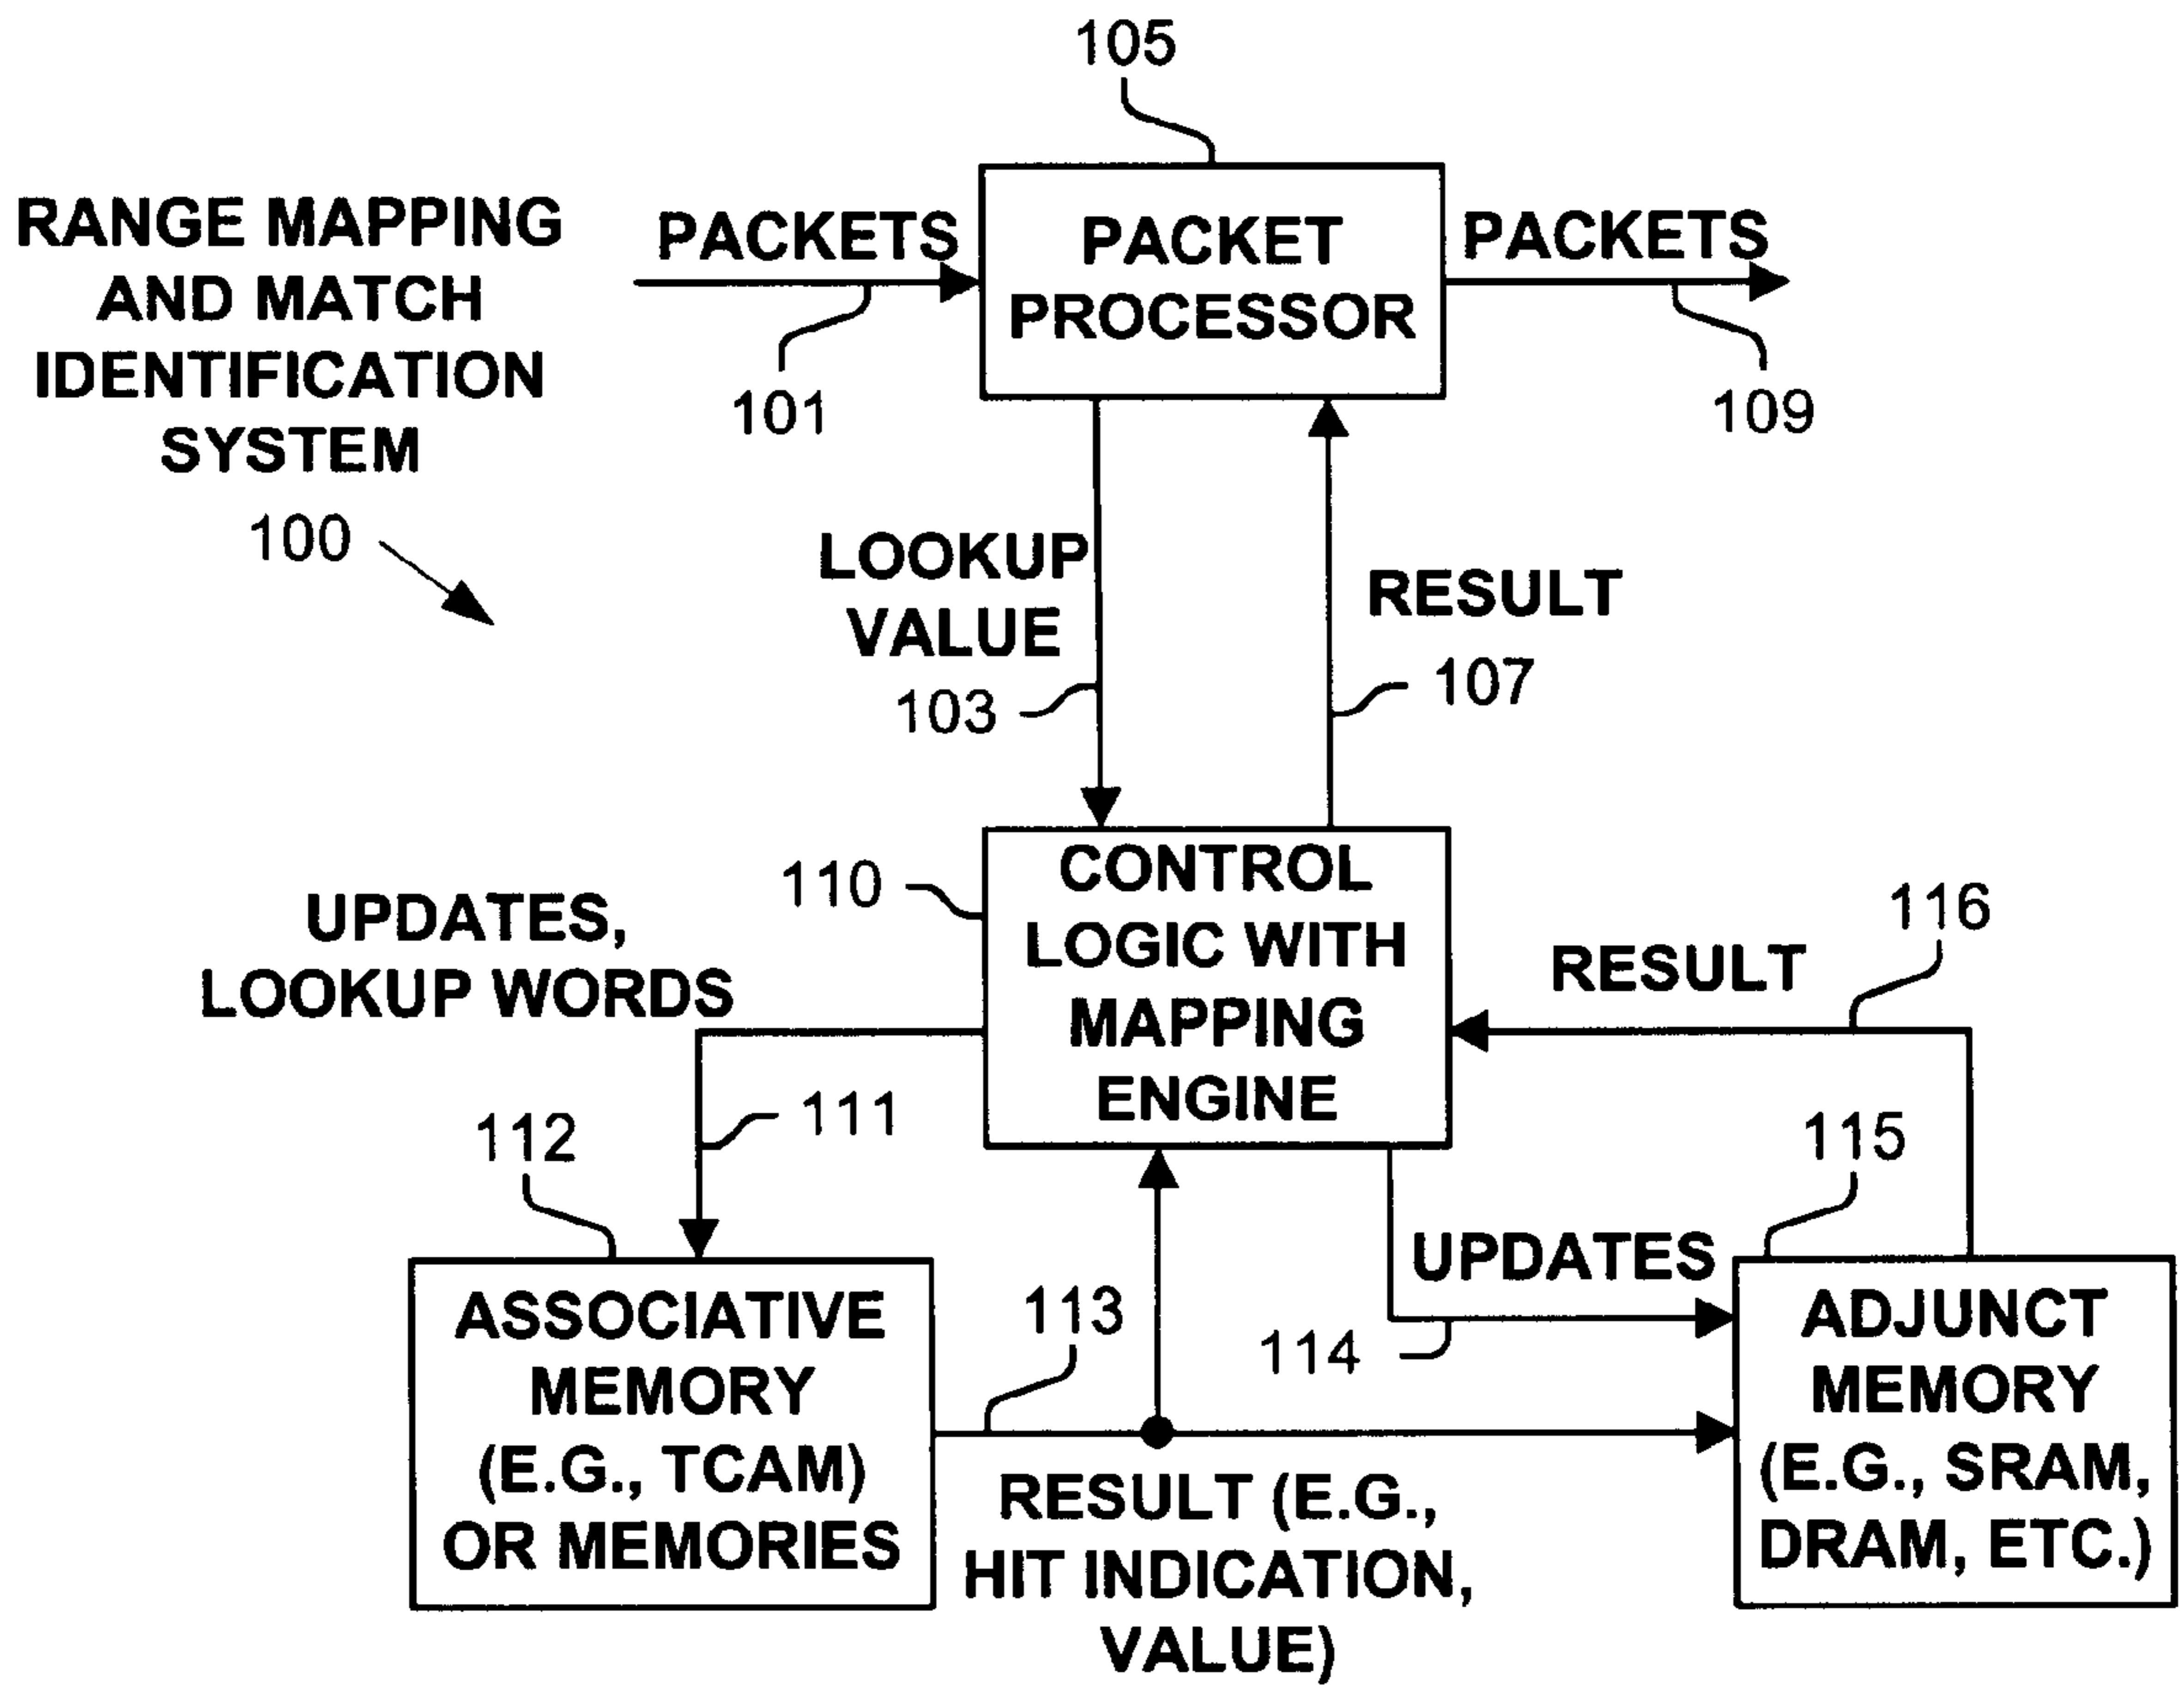 105
RANGE MAPPING
AND MATCH
IDENTIFICATION
SYSTEM
100
PACKETS
101
PACKET
PROCESSOR
PACKETS
109
LOOKUP
VALUE
103
RESULT
107
110
CONTROL
LOGIC WITH
MAPPING
ENGINE
UPDATES,
LOOKUP WORDS
111
RESULT
116
112
ASSOCIATIVE
MEMORY
(E.G., TCAM)
OR MEMORIES
113
RESULT (E.G.,
HIT INDICATION,
VALUE)
UPDATES
114
115
ADJUNCT
MEMORY
(E.G., SRAM,
DRAM, ETC.)